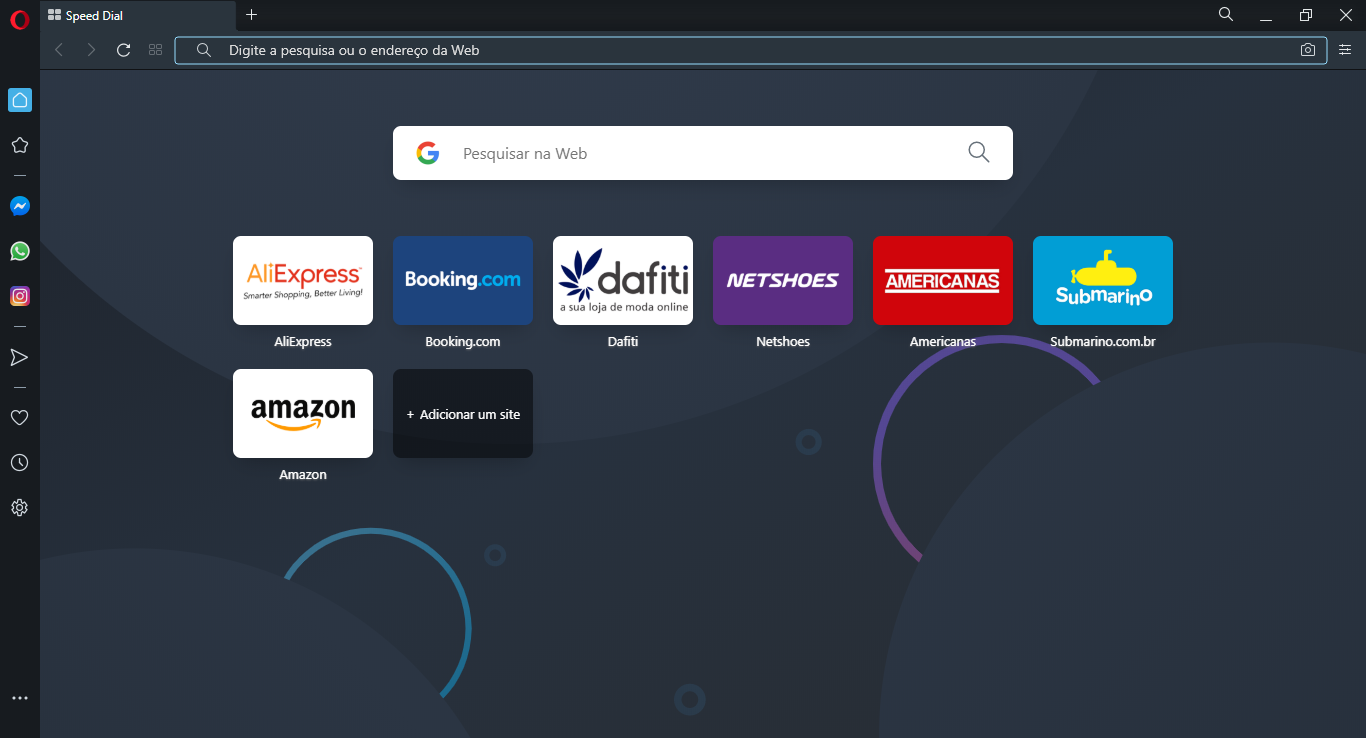 Speed Dial
Digite a pesquisa ou o endereço da Web
Pesquisar na Web
AliExpress
Smarter Shopping, Better Living!
Booking.com
dafiti
a sua loja de moda online
NETSHOES
AMERICANAS
Submarino
AliExpress
Booking.com
Dafiti
Netshoes
Americanas
Submarino.com.br
amazon
+ Adicionar um site
Amazon